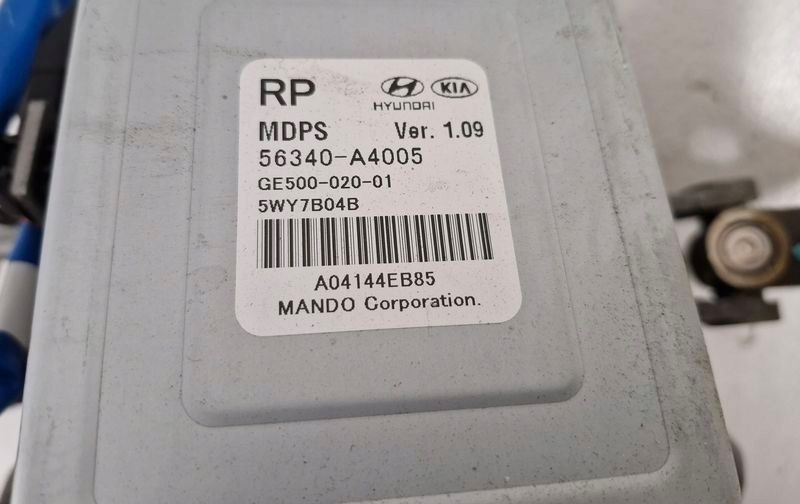 RP HYUNDAI KIA
MDPS Ver. 1.09
56340-A4005
GE500-020-01
5WY7B04B
A04144EB85
MANDO Corporation.